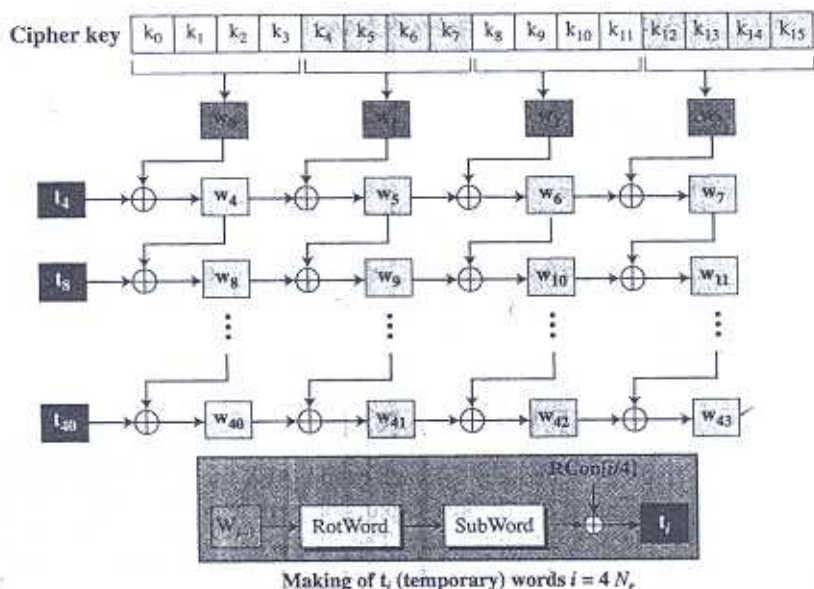 Cipher key k₀ k₁ k₂ k₃ k₄ k₅ k₆ k₇ k₈ k₉ k₁₀ k₁₁ k₁₂ k₁₃ k₁₄ k₁₅
t₄ w₄ w₅ w₆ w₇
t₈ w₈ w₉ w₁₀ w₁₁
t₄₀ w₄₀ w₄₁ w₄₂ w₄₃
RCon[i/4]
RotWord SubWord tᵢ
Making of tᵢ (temporary) words i = 4 Nᵣ